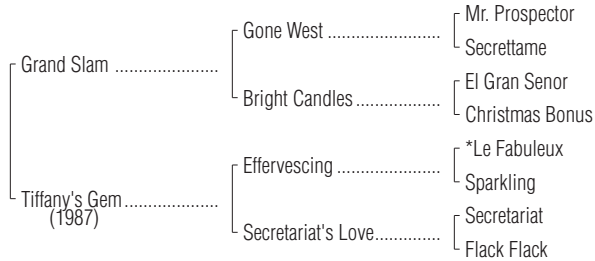 Mr. Prospector
Gone West .......................
Secrettame
Grand Slam .....................
El Gran Senor
Bright Candles .................
Christmas Bonus
*Le Fabuleux
Effervescing .....................
Sparkling
Tiffany's Gem ...................
(1987)
Secretariat
Secretariat's Love.............
Flack Flack